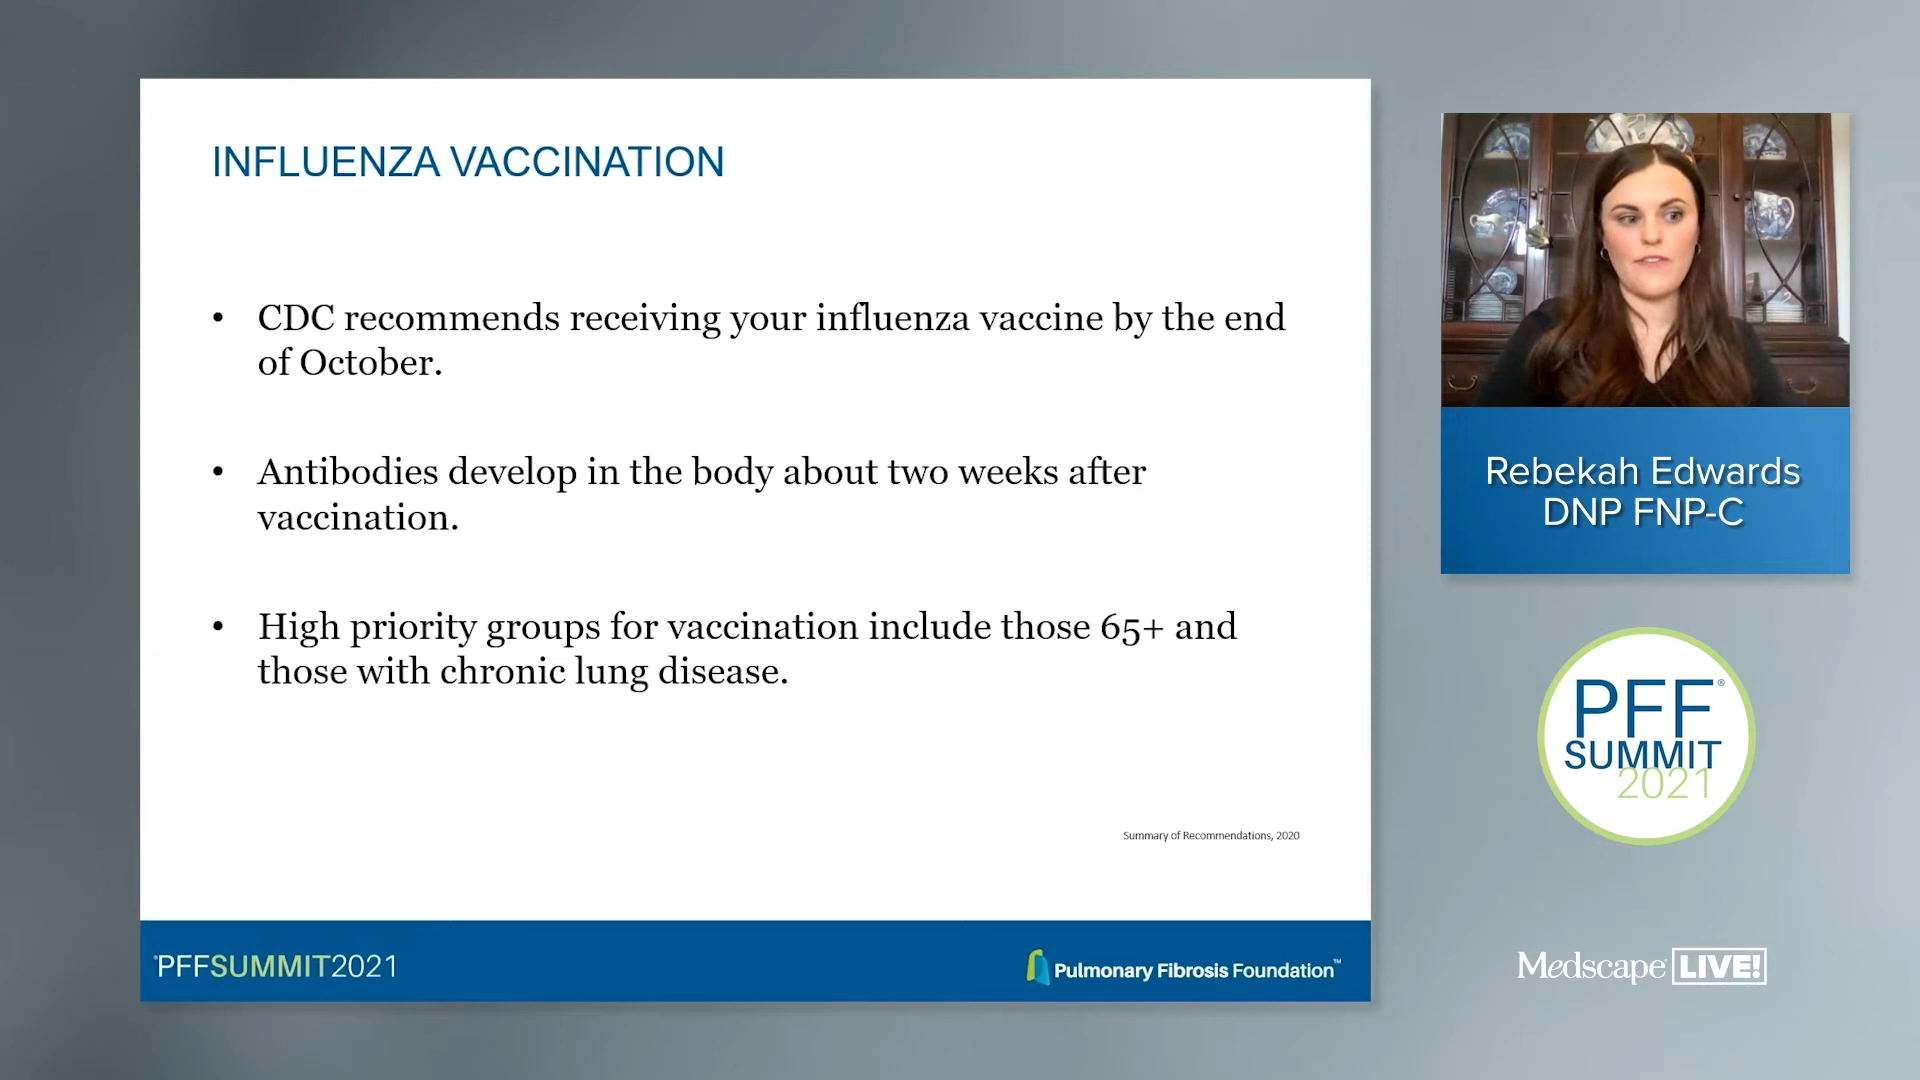 INFLUENZA VACCINATION
• CDC recommends receiving your influenza vaccine by the end
of October.
• Antibodies develop in the body about two weeks after
vaccination.
• High priority groups for vaccination include those 65+ and
those with chronic lung disease.
Summary of Recommendations, 2020
PFFSUMMIT2021
Pulmonary Fibrosis Foundation™
Rebekah Edwards
DNP FNP-C
PFF®
SUMMIT
2021
Medscape LIVE!